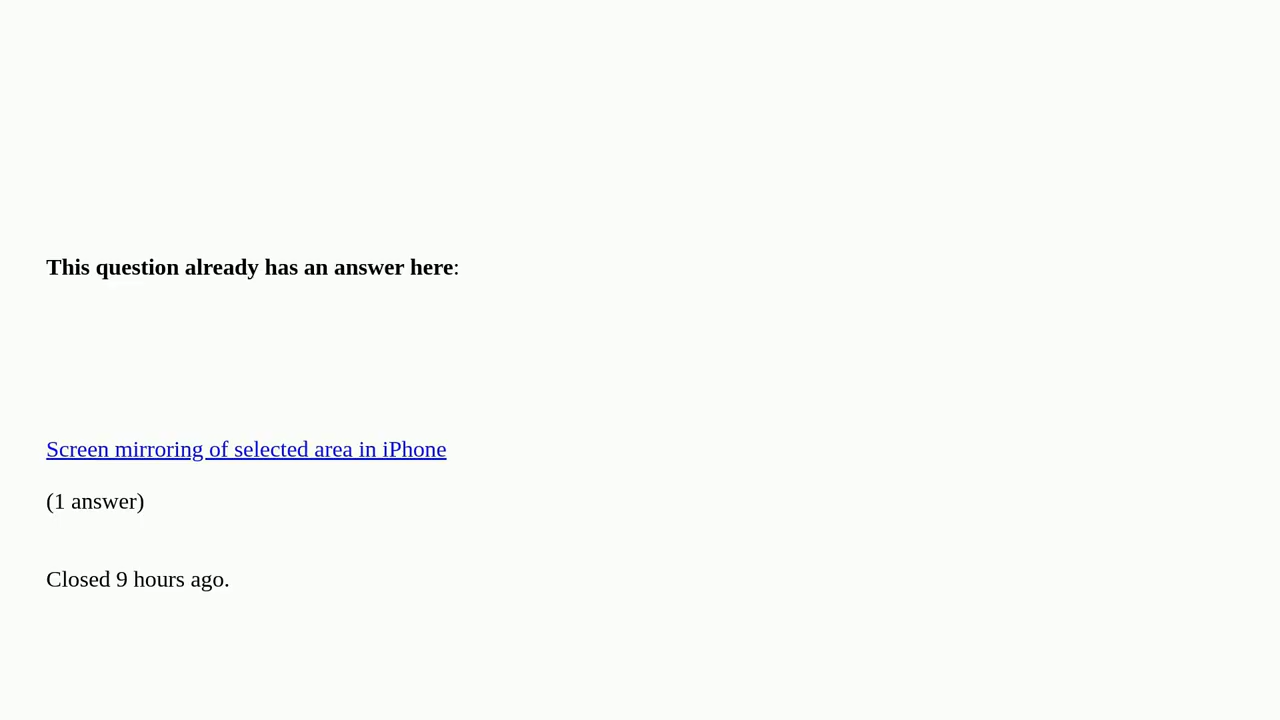 This question already has an answer here:
Screen mirroring of selected area in iPhone
(1 answer)
Closed 9 hours ago.